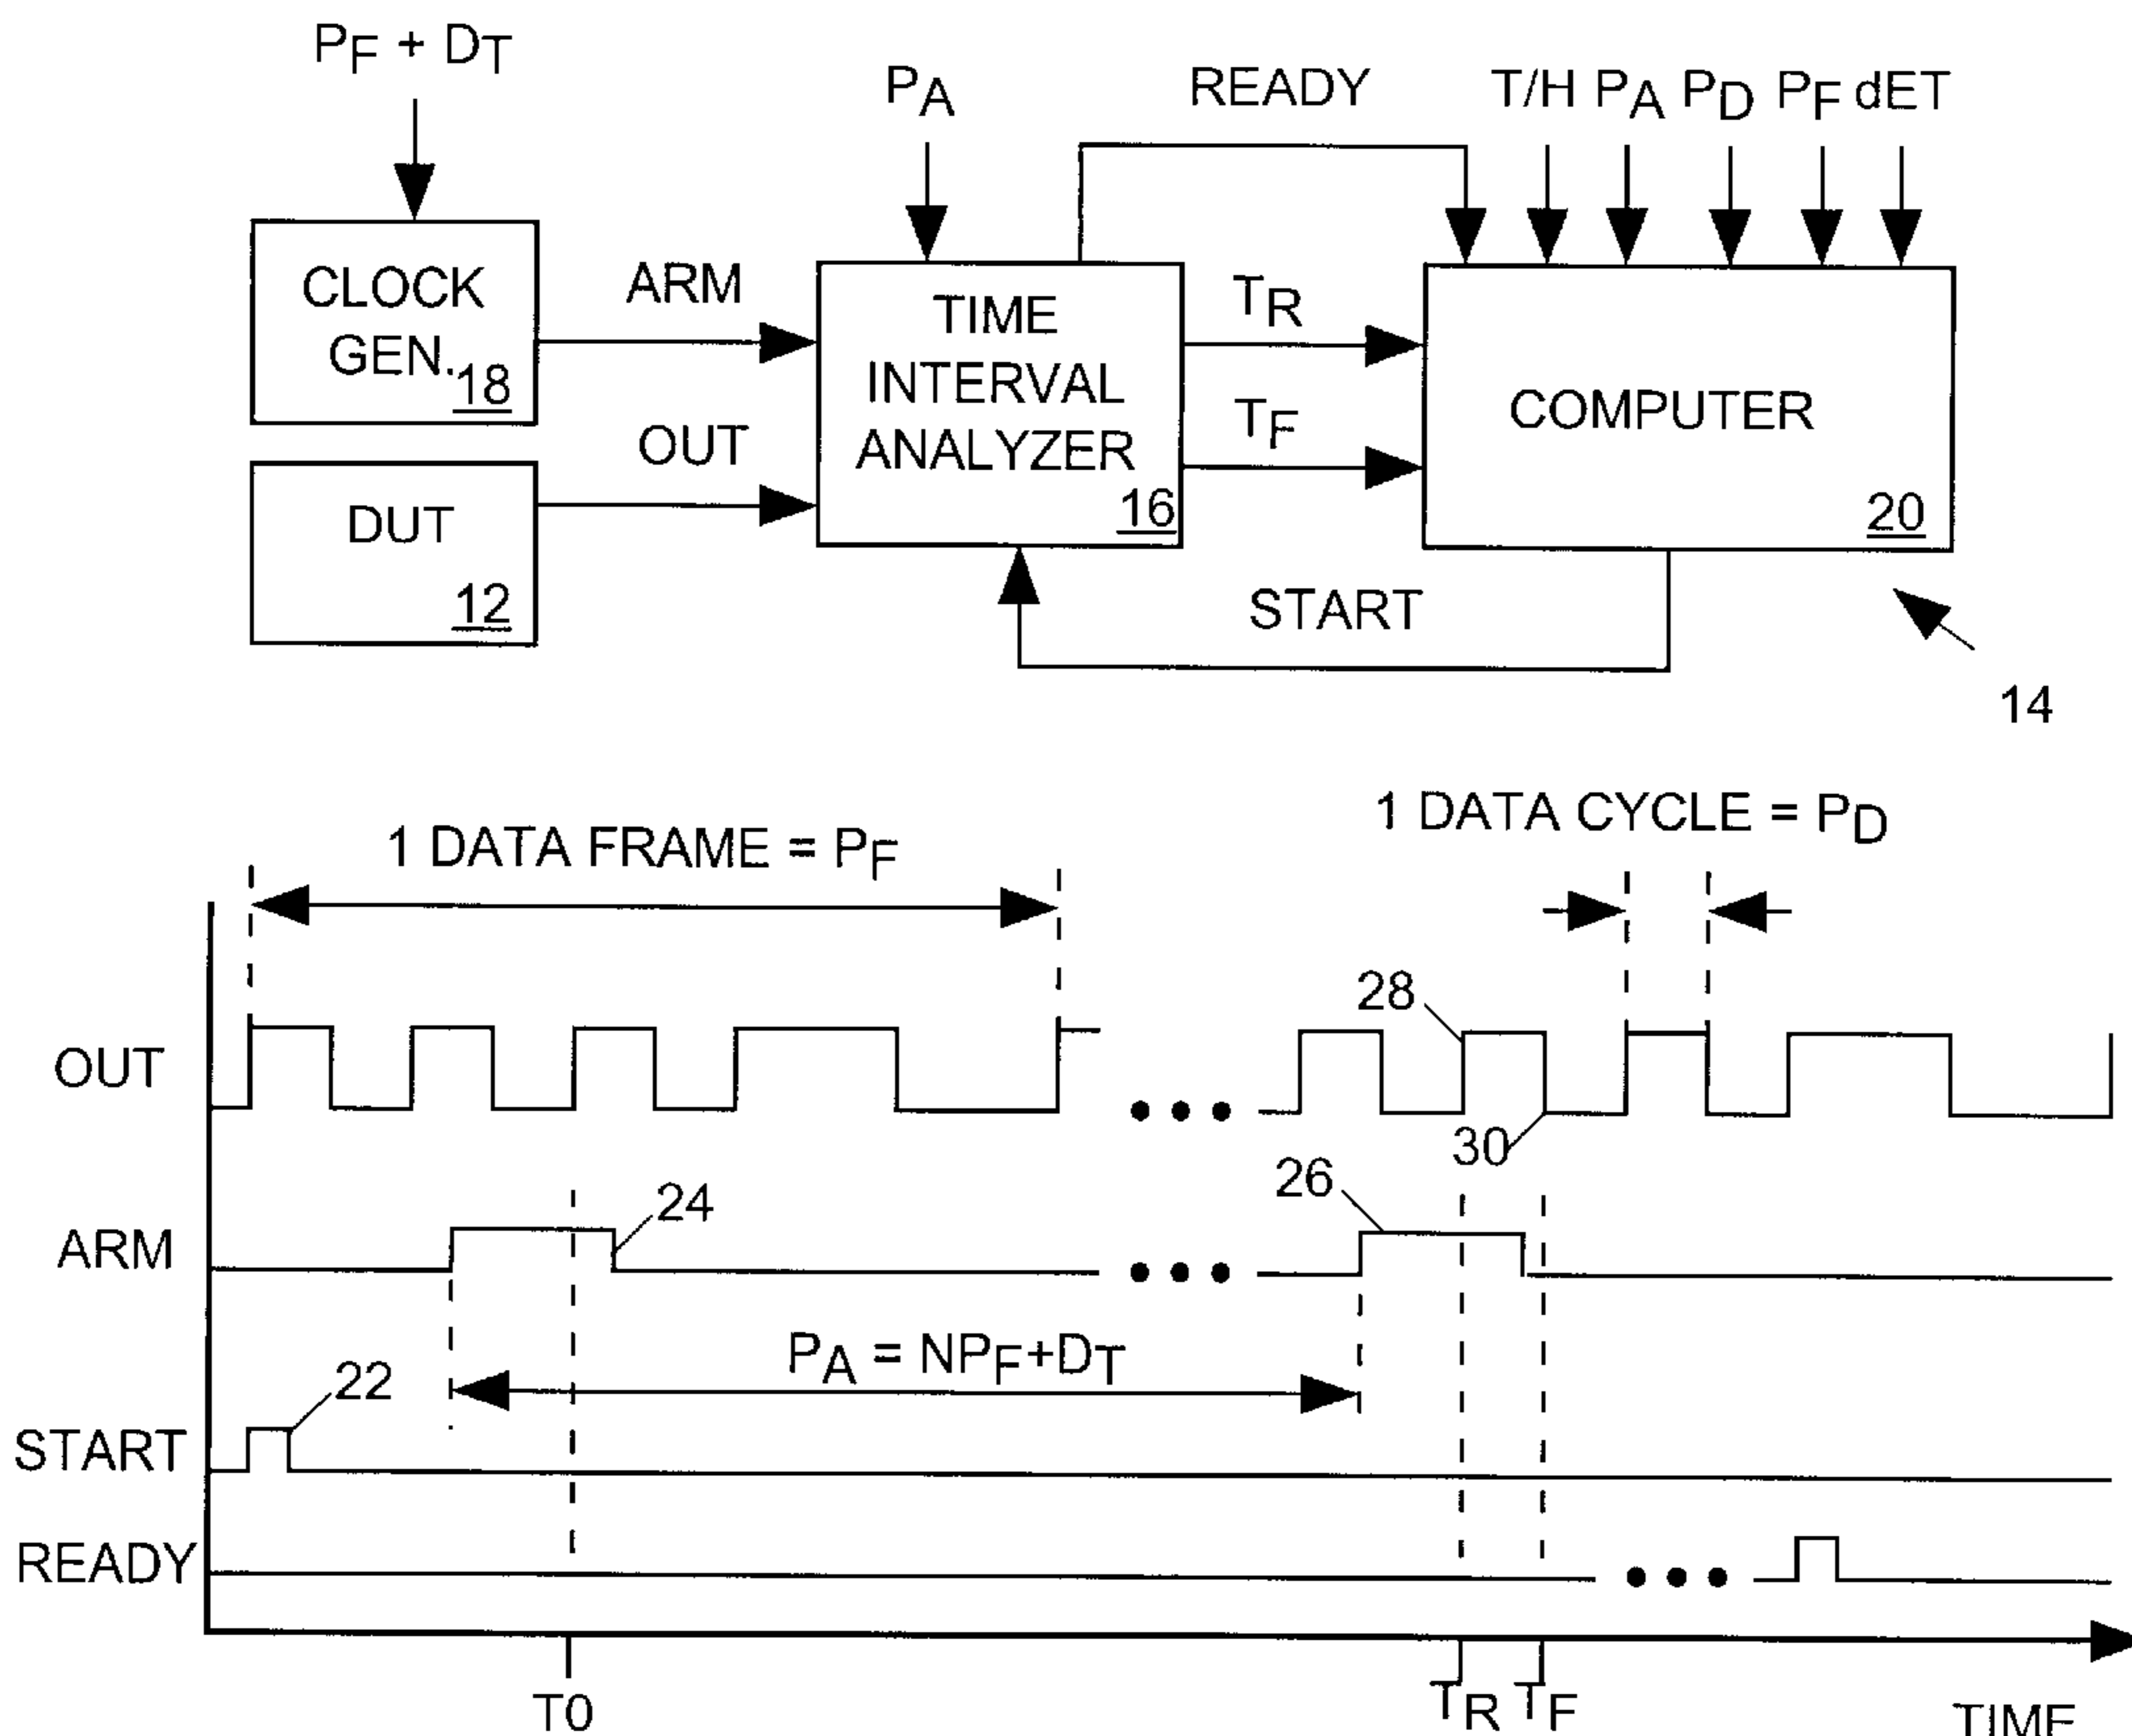 PF + DT
PA
READY
T/H PA PD PF dET
CLOCK
GEN.
18
ARM
OUT
DUT
12
TIME
INTERVAL
ANALYZER
16
TR
TF
COMPUTER
20
START
14
1 DATA FRAME = PF
1 DATA CYCLE = PD
OUT
28
30
ARM
24
26
PA = NPF+DT
START
22
READY
T0
TR
TF
TIME